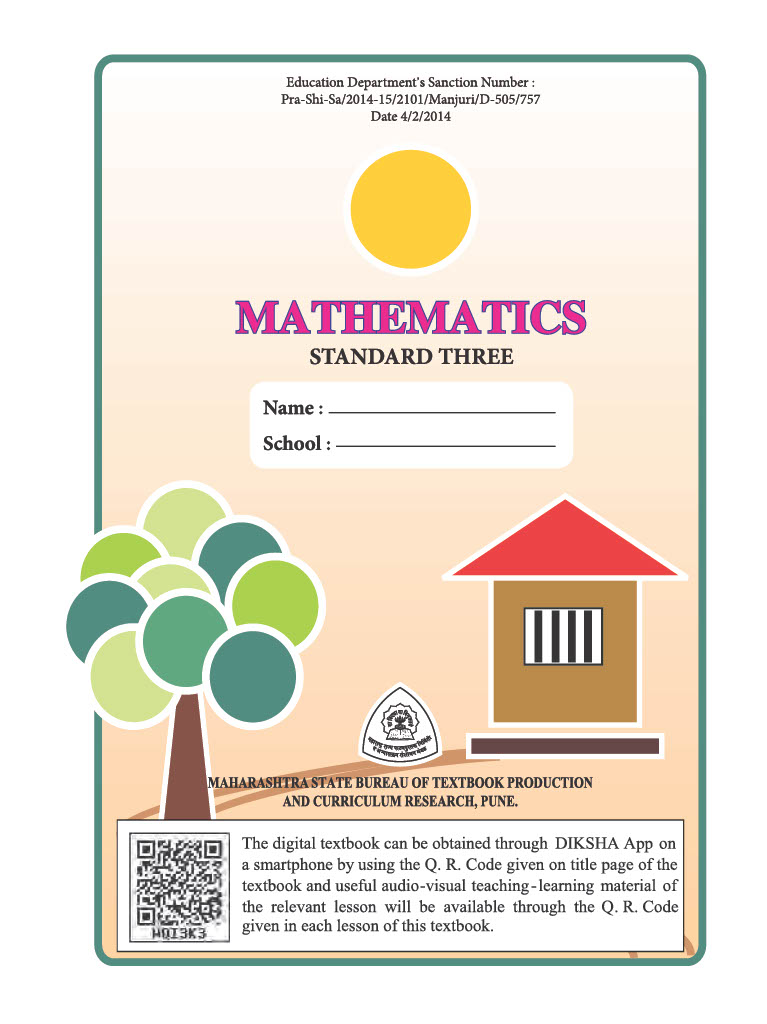 Education Department's Sanction Number :
Pra-Shi-Sa/2014-15/2101/Manjuri/D-505/757
Date 4/2/2014
MATHEMATICS
STANDARD THREE
Name :
School :
MAHARASHTRA STATE BUREAU OF TEXTBOOK PRODUCTION
AND CURRICULUM RESEARCH, PUNE.
The digital textbook can be obtained through DIKSHA App on
a smartphone by using the Q. R. Code given on title page of the
textbook and useful audio-visual teaching-learning material of
the relevant lesson will be available through the Q. R. Code
given in each lesson of this textbook.
WQI3K3